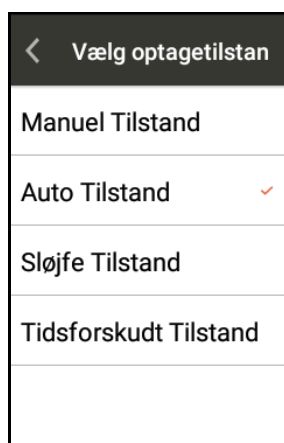 Vælg optagetilstan
Manuel Tilstand
Auto Tilstand
Sløjfe Tilstand
Tidsforskudt Tilstand